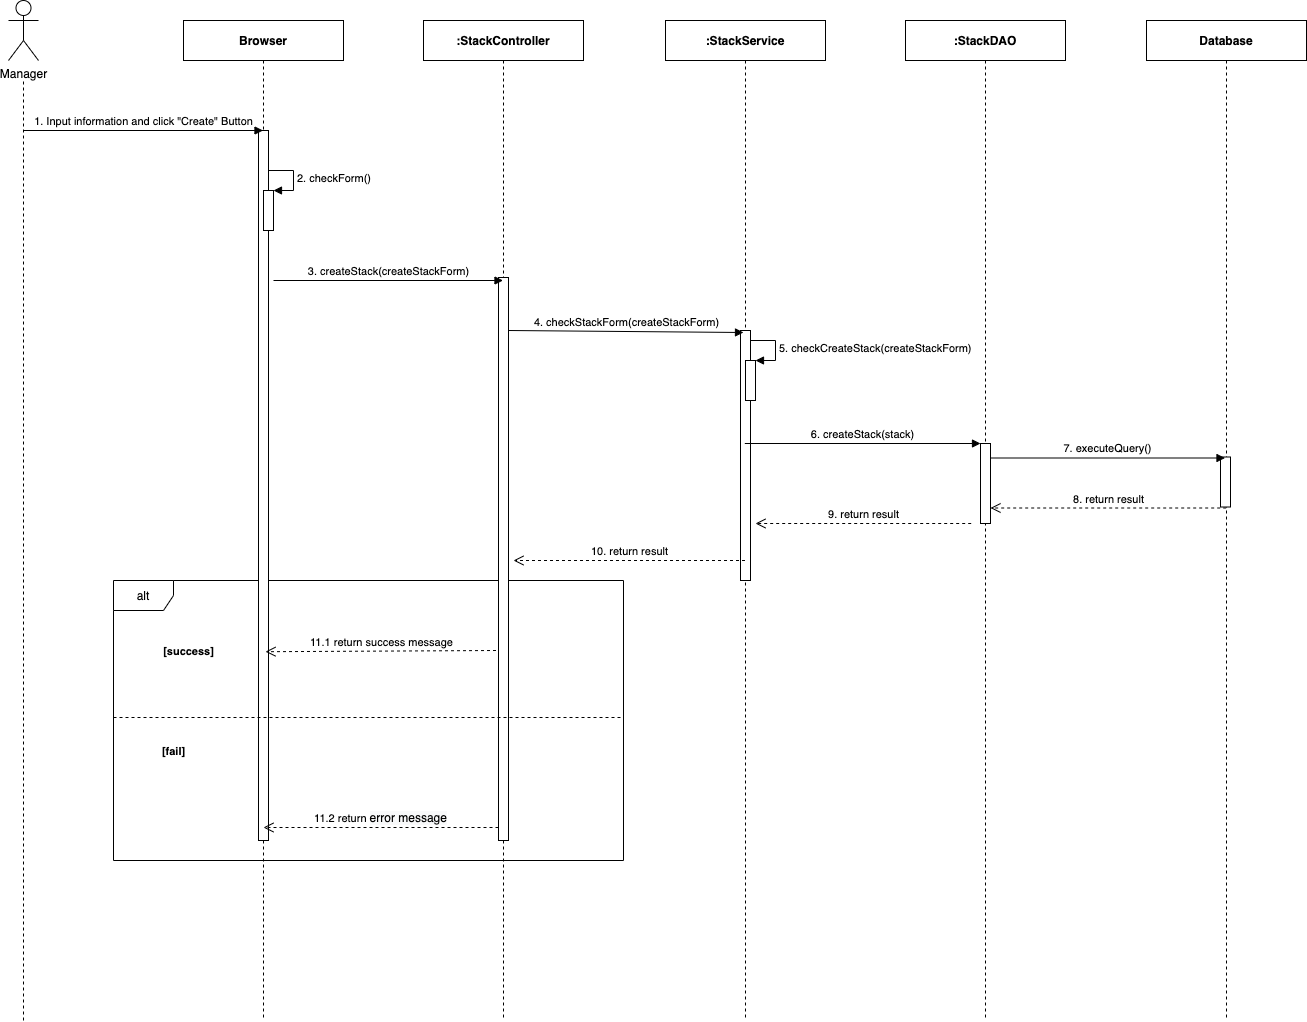 Browser
:StackController
:StackService
:StackDAO
Database
Manager
1. Input information and click "Create" Button
2. checkForm()
3. createStack(createStackForm)
4. checkStackForm(createStackForm)
5. checkCreateStack(createStackForm)
6. createStack(stack)
7. executeQuery()
8. return result
9. return result
10. return result
alt
11.1 return success message
[success]
[fail]
11.2 return error message